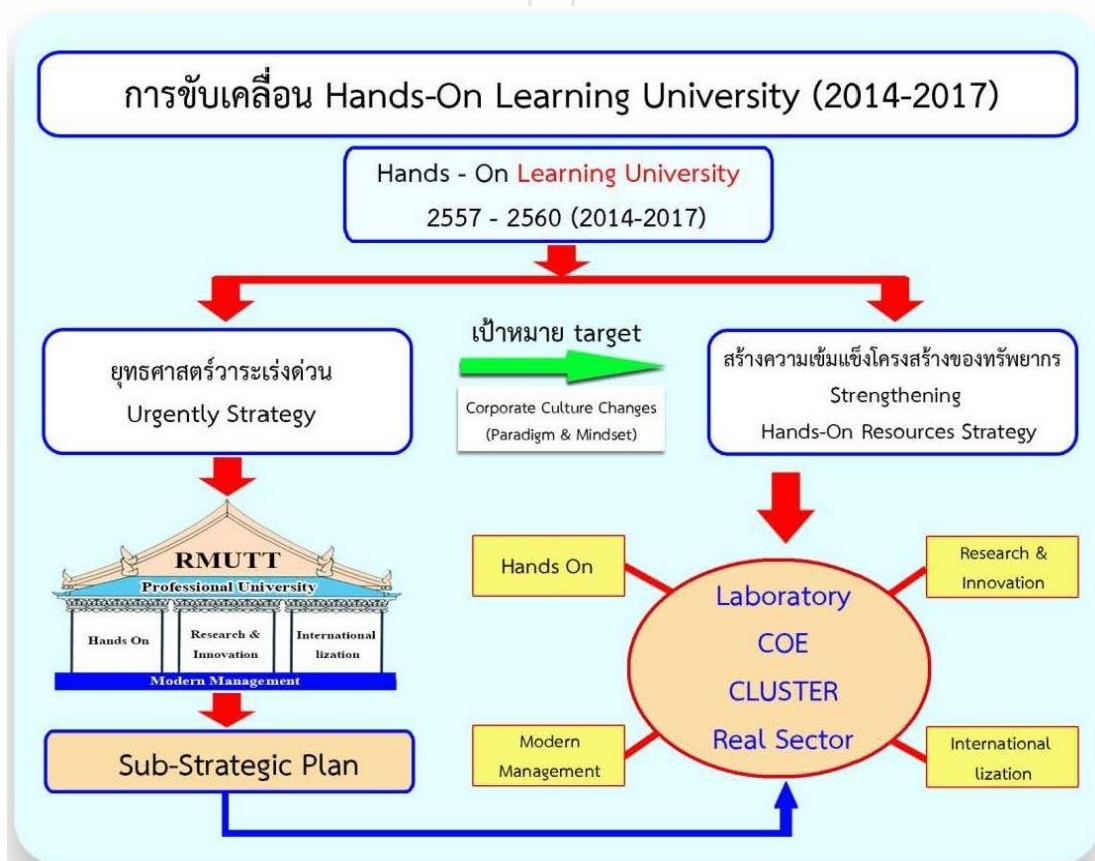 การขับเคลื่อน Hands-On Learning University (2014-2017)
Hands - On Learning University
2557 - 2560 (2014-2017)
ยุทธศาสตร์วาระเร่งด่วน
Urgently Strategy
เป้าหมาย target
Corporate Culture Changes
(Paradigm & Mindset)
สร้างความเข้มแข็งโครงสร้างของทรัพยากร
Strengthening
Hands-On Resources Strategy
RMUTT
Professional University
Hands On
Research &
Innovation
International
lization
Modern Management
Sub-Strategic Plan
Hands On
Research &
Innovation
Laboratory
COE
CLUSTER
Real Sector
Modern
Management
International
lization